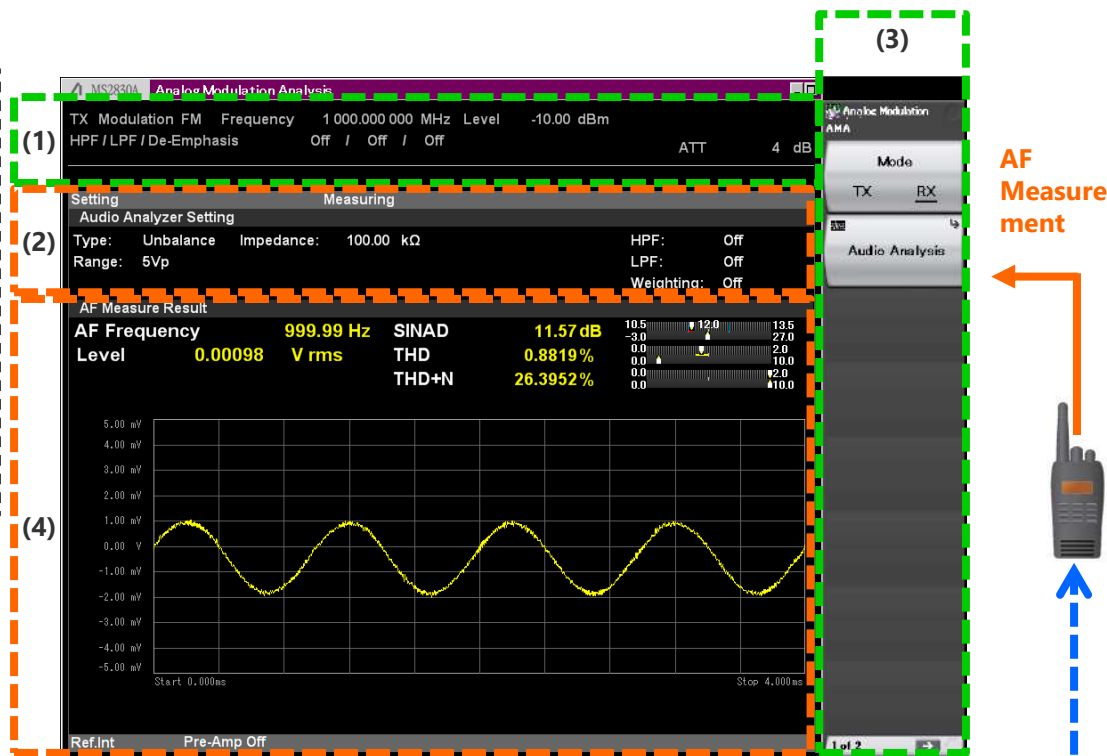 (3)
MS2830A Analog Modulation Analysis
(1)
TX Modulation FM Frequency 1 000.000 000 MHz Level -10.00 dBm
HPF / LPF / De-Emphasis Off / Off / Off
ATT 4 dB
(2)
Setting Measuring
Audio Analyzer Setting
Type: Unbalance Impedance: 100.00 kΩ HPF: Off
Range: 5Vp LPF: Off
Weighting: Off
(4)
AF Measure Result
AF Frequency 999.99 Hz SINAD 11.57 dB 10.5 12.0 13.5
-3.0 27.0
Level 0.00098 V rms THD 0.8819% 0.0 2.0
0.0 10.0
THD+N 26.3952% 0.0 2.0
0.0 10.0
5.00 mV
4.00 mV
3.00 mV
2.00 mV
1.00 mV
0.00 V
-1.00 mV
-2.00 mV
-3.00 mV
-4.00 mV
-5.00 mV
Start 0.000ms Stop 4.000ms
Ref.Int Pre-Amp Off
Analog Modulation
AMA
Mode
TX RX
Audio Analysis
1 of 2
AF
Measure
ment